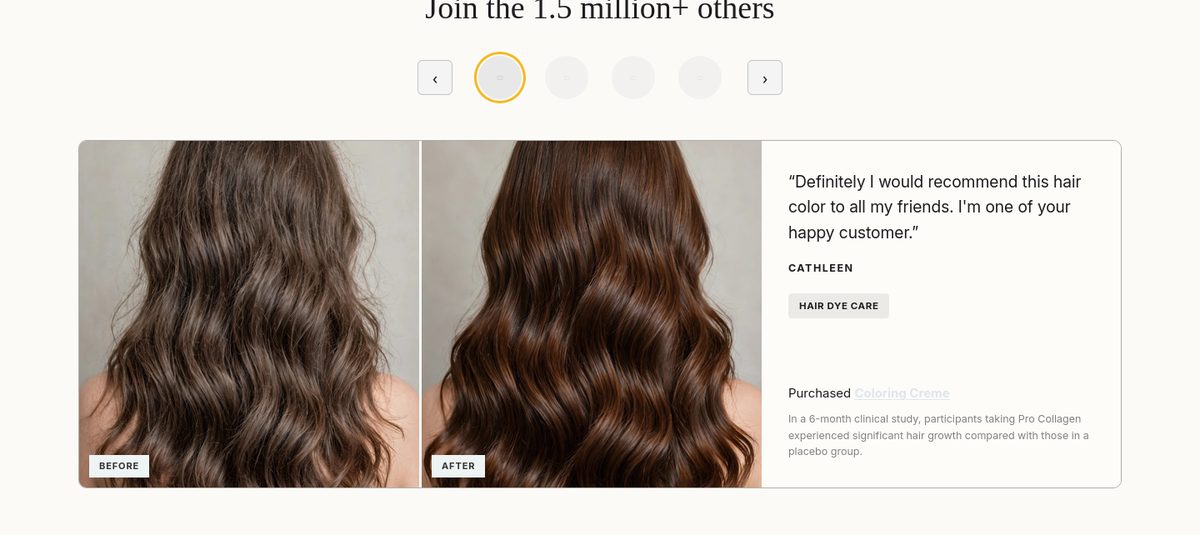 Join the 1.5 million+ others
‹
›
“Definitely I would recommend this hair
color to all my friends. I'm one of your
happy customer.”
CATHLEEN
HAIR DYE CARE
Purchased Coloring Creme
In a 6-month clinical study, participants taking Pro Collagen
experienced significant hair growth compared with those in a
placebo group.
BEFORE
AFTER